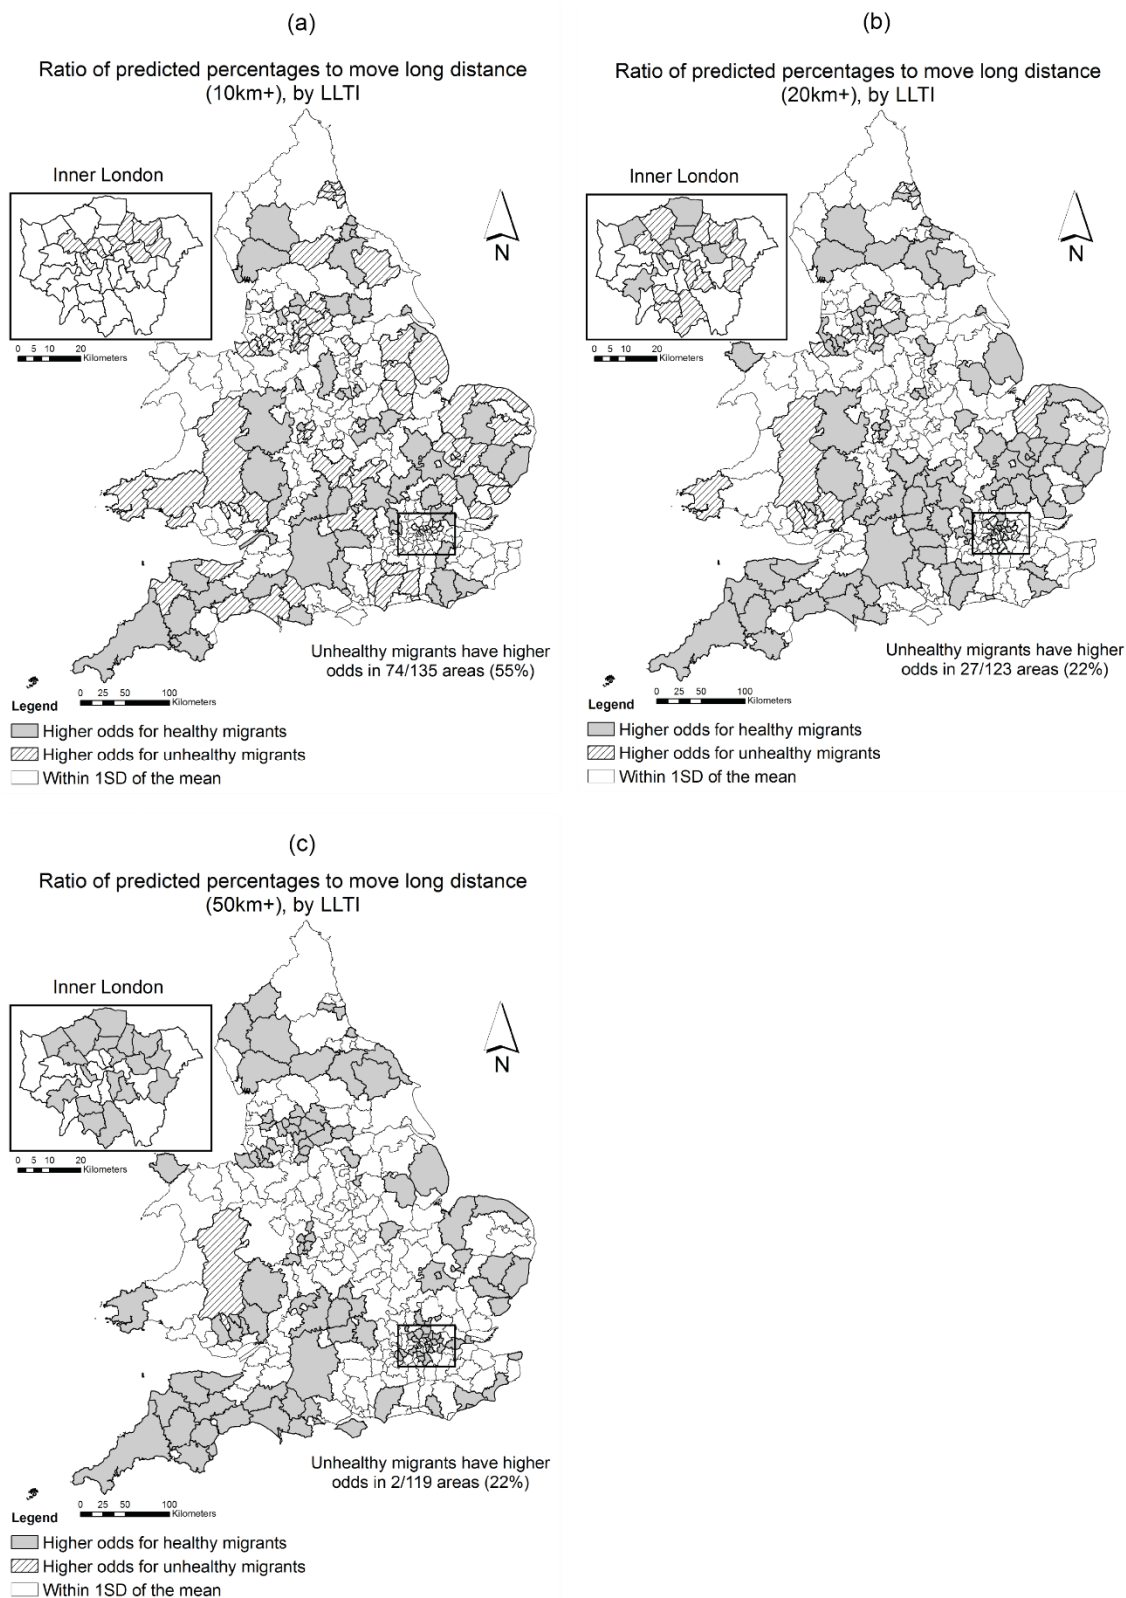 (a)
Ratio of predicted percentages to move long distance
(10km+), by LLTI
Inner London
N
0 5 10 20
Kilometers
Unhealthy migrants have higher
odds in 74/135 areas (55%)
0 25 50 100
Kilometers
Legend
Higher odds for healthy migrants
Higher odds for unhealthy migrants
Within 1SD of the mean
(b)
Ratio of predicted percentages to move long distance
(20km+), by LLTI
Inner London
N
0 5 10 20
Kilometers
Unhealthy migrants have higher
odds in 27/123 areas (22%)
0 25 50 100
Kilometers
Legend
Higher odds for healthy migrants
Higher odds for unhealthy migrants
Within 1SD of the mean
(c)
Ratio of predicted percentages to move long distance
(50km+), by LLTI
Inner London
N
0 5 10 20
Kilometers
Unhealthy migrants have higher
odds in 2/119 areas (22%)
0 25 50 100
Kilometers
Legend
Higher odds for healthy migrants
Higher odds for unhealthy migrants
Within 1SD of the mean